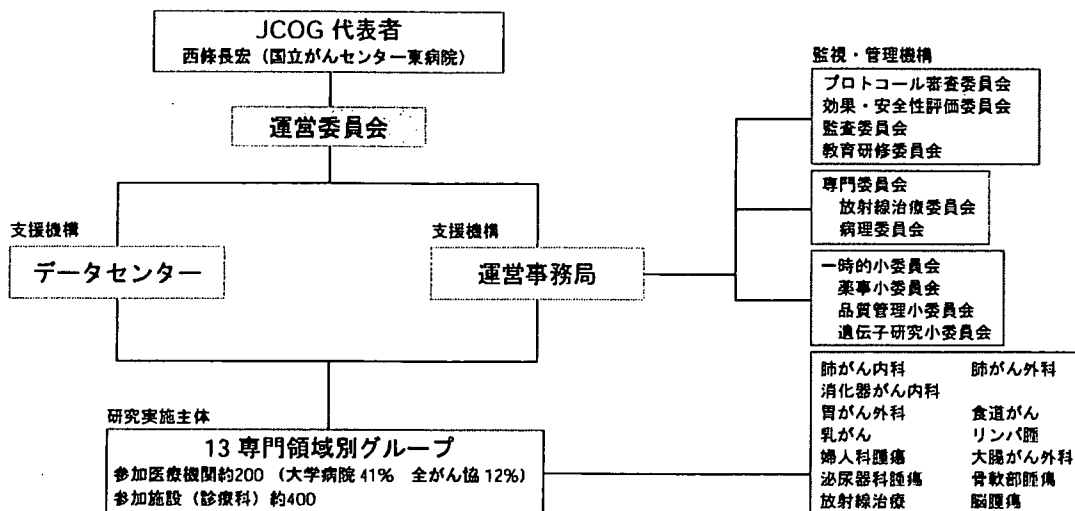 JCOG 代表者
西條長宏（国立がんセンター東病院）
運営委員会
支援機構
データセンター
支援機構
運営事務局
監視・管理機構
プロトコール審査委員会
効果・安全性評価委員会
監査委員会
教育研修委員会
専門委員会
放射線治療委員会
病理委員会
一時的小委員会
薬事小委員会
品質管理小委員会
遺伝子研究小委員会
研究実施主体
13 専門領域別グループ
参加医療機関約200 （大学病院 41% 全がん協 12%）
参加施設（診療科）約400
肺がん内科 肺がん外科
消化器がん内科
胃がん外科 食道がん
乳がん リンパ腫
婦人科腫瘍 大腸がん外科
泌尿器科腫瘍 骨軟部腫瘍
放射線治療 脳腫瘍